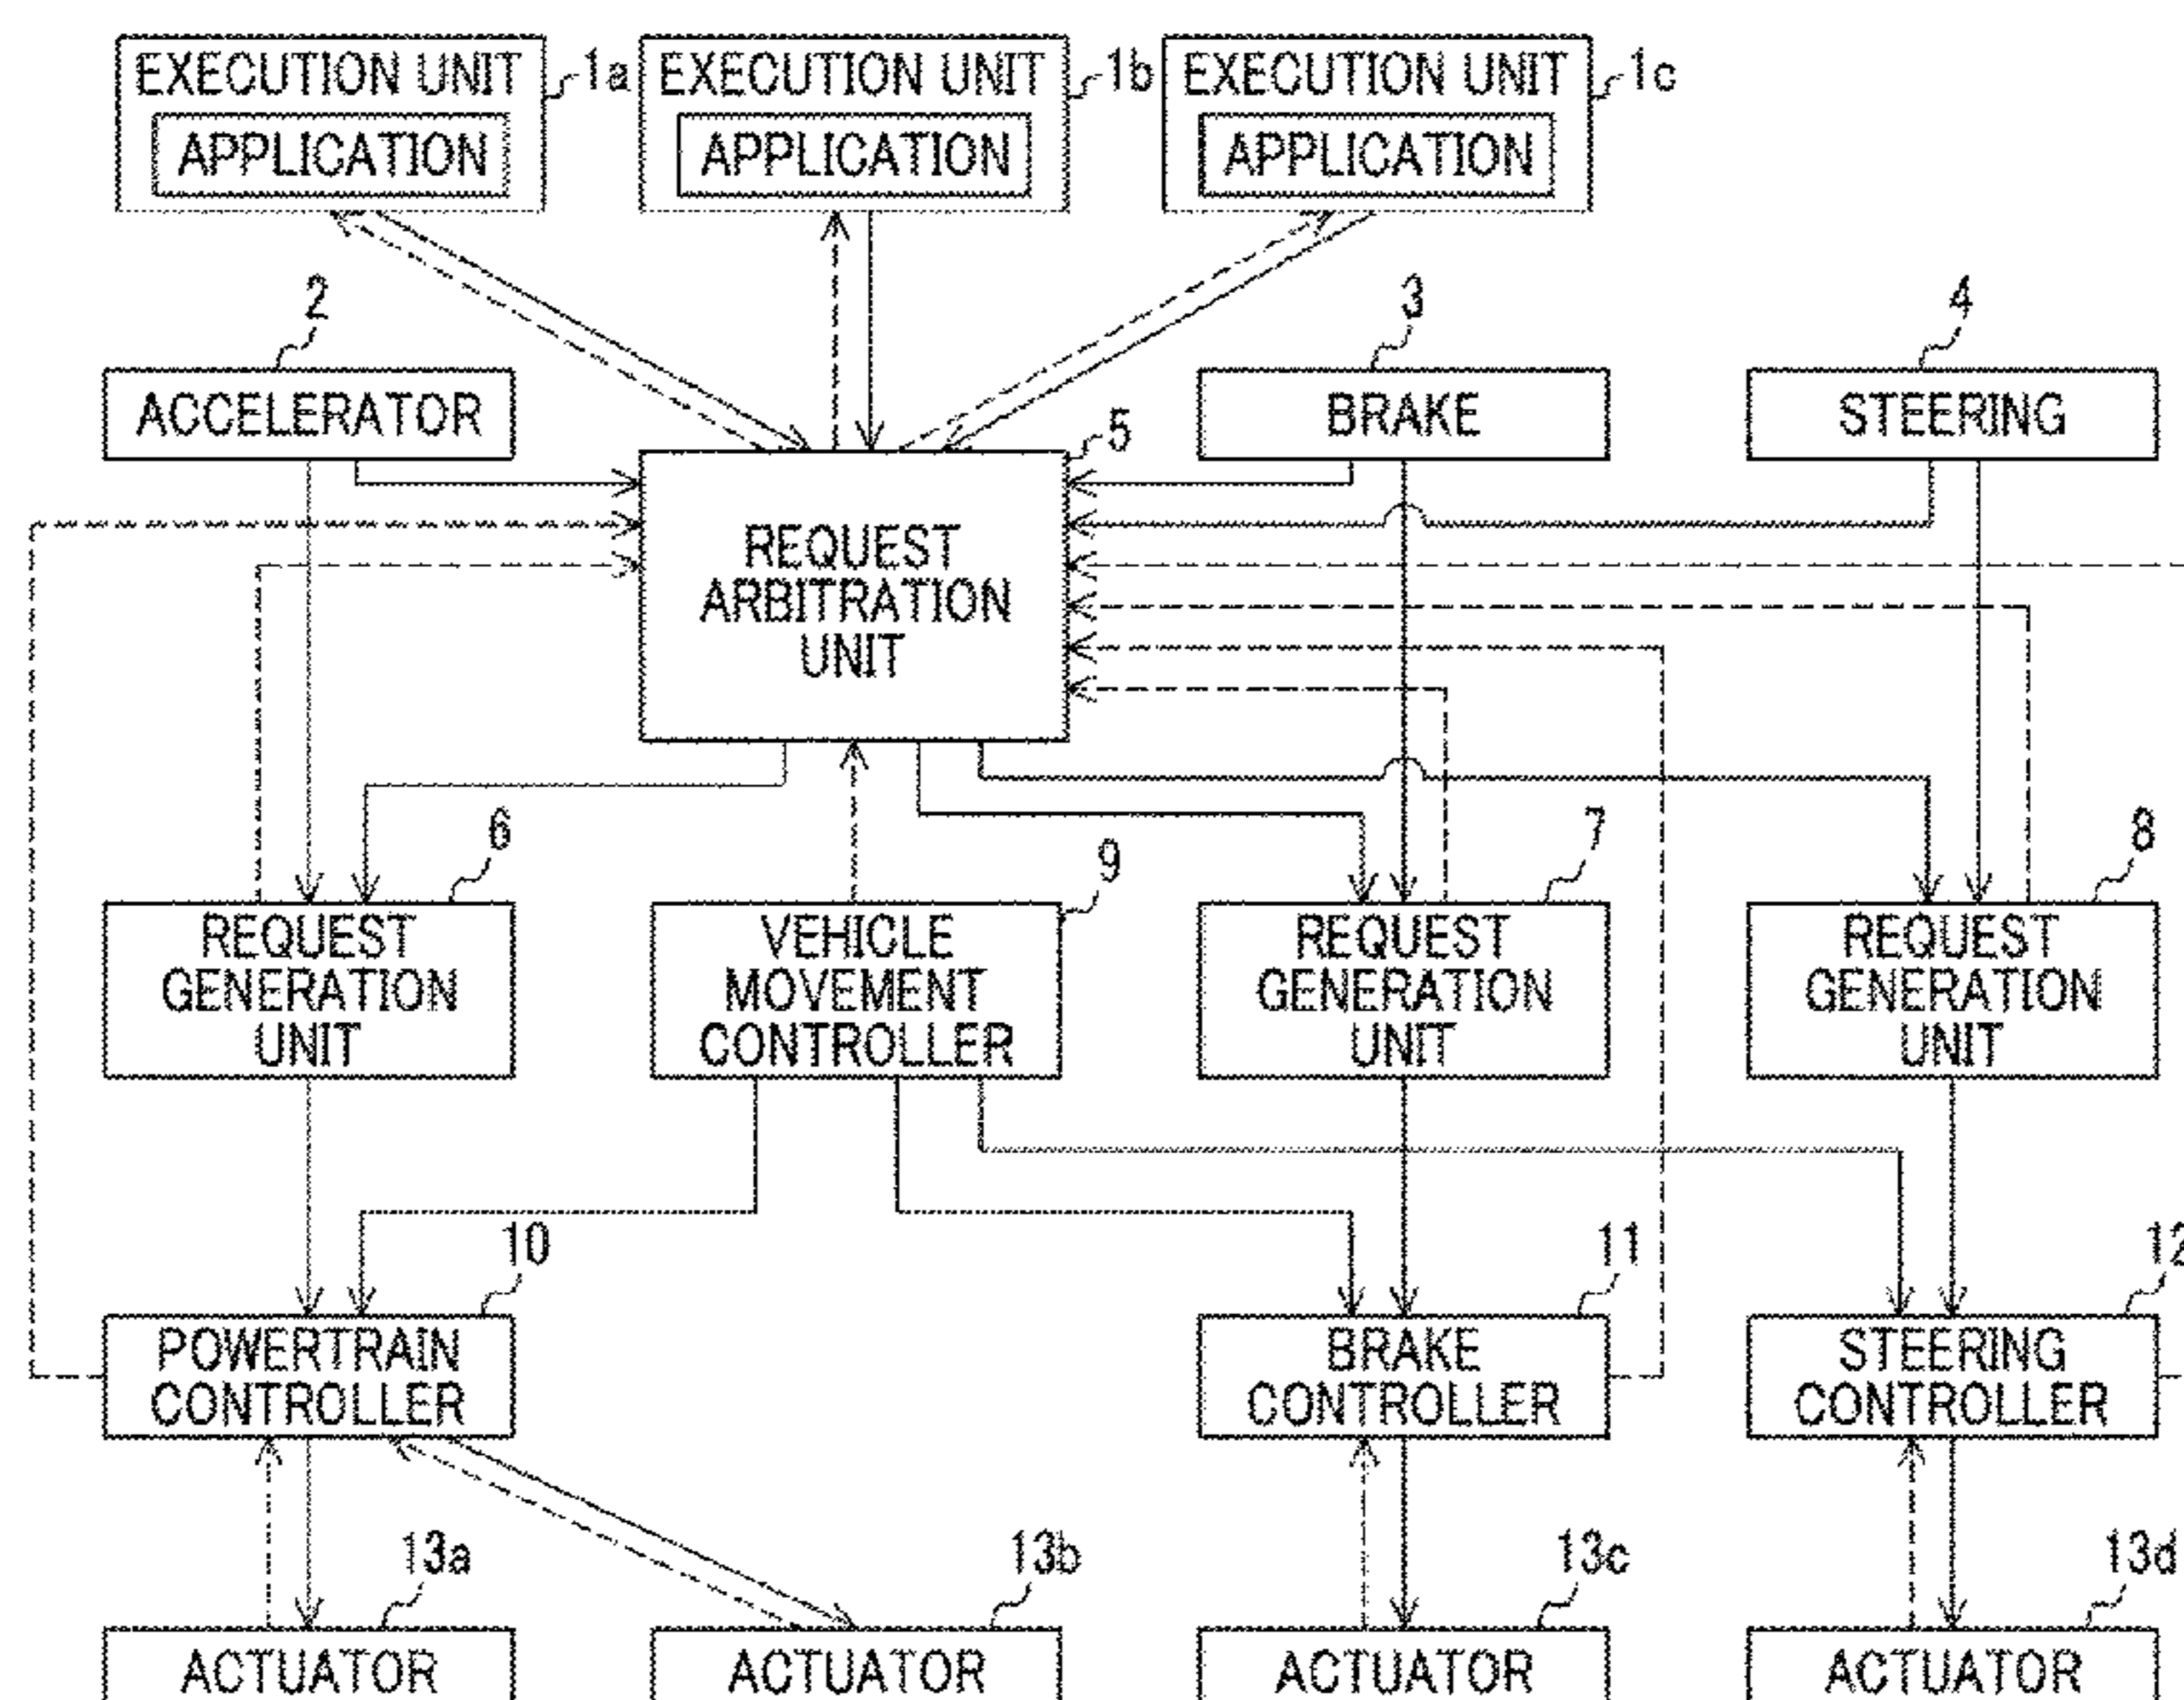 EXECUTION UNIT
APPLICATION
1a
EXECUTION UNIT
APPLICATION
1b
EXECUTION UNIT
APPLICATION
1c
2
ACCELERATOR
3
BRAKE
4
STEERING
5
REQUEST
ARBITRATION
UNIT
6
REQUEST
GENERATION
UNIT
9
VEHICLE
MOVEMENT
CONTROLLER
7
REQUEST
GENERATION
UNIT
8
REQUEST
GENERATION
UNIT
10
POWERTRAIN
CONTROLLER
11
BRAKE
CONTROLLER
12
STEERING
CONTROLLER
13a
ACTUATOR
13b
ACTUATOR
13c
ACTUATOR
13d
ACTUATOR